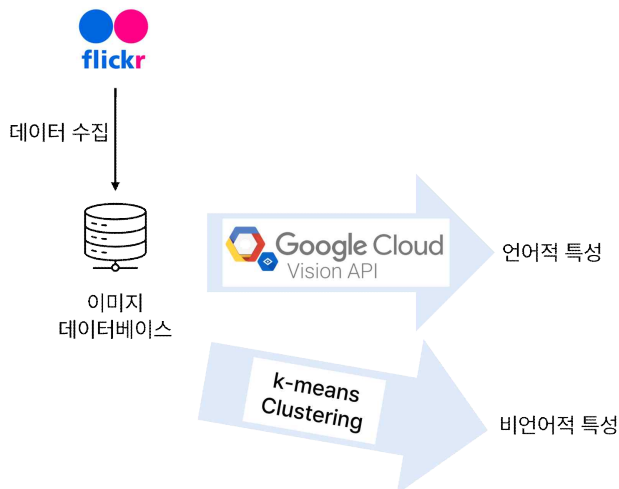 flickr
데이터 수집
이미지
데이터베이스
Google Cloud
Vision API
언어적 특성
k-means
Clustering
비언어적 특성